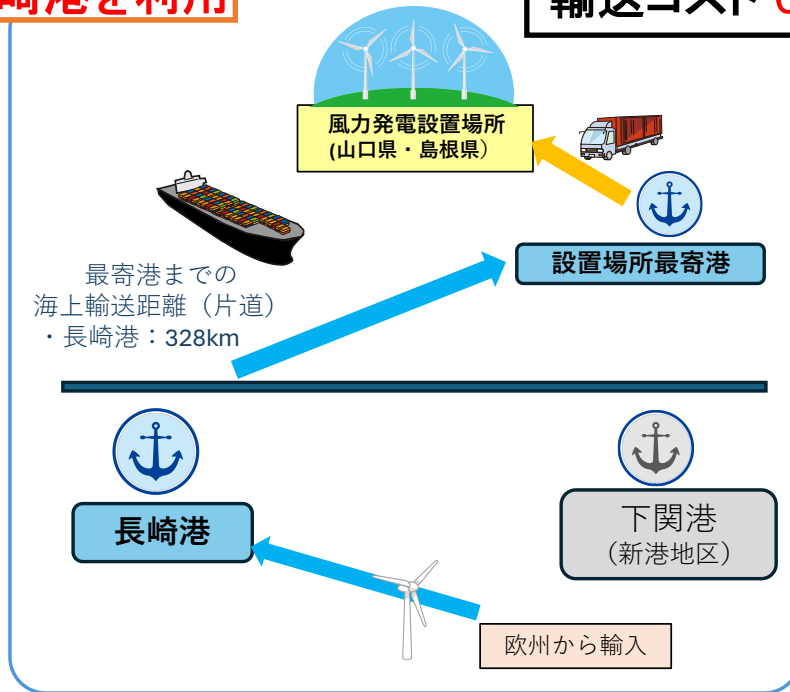 崎港を利用
輸送コスト
風力発電設置場所
(山口県・島根県）
設置場所最寄港
最寄港までの
海上輸送距離（片道）
・長崎港：328km
長崎港
下関港
（新港地区）
欧州から輸入